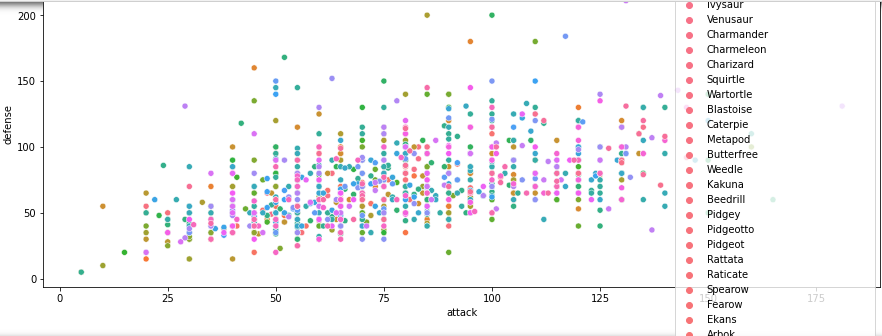 Ivysaur
Venusaur
Charmander
Charmeleon
Charizard
Squirtle
Wartortle
Blastoise
Caterpie
Metapod
Butterfree
Weedle
Kakuna
Beedrill
Pidgey
Pidgeotto
Pidgeot
Rattata
Raticate
Spearow
Fearow
Ekans
Arbok
200
150
100
50
0
defense
0
25
50
75
100
125
150
175
attack